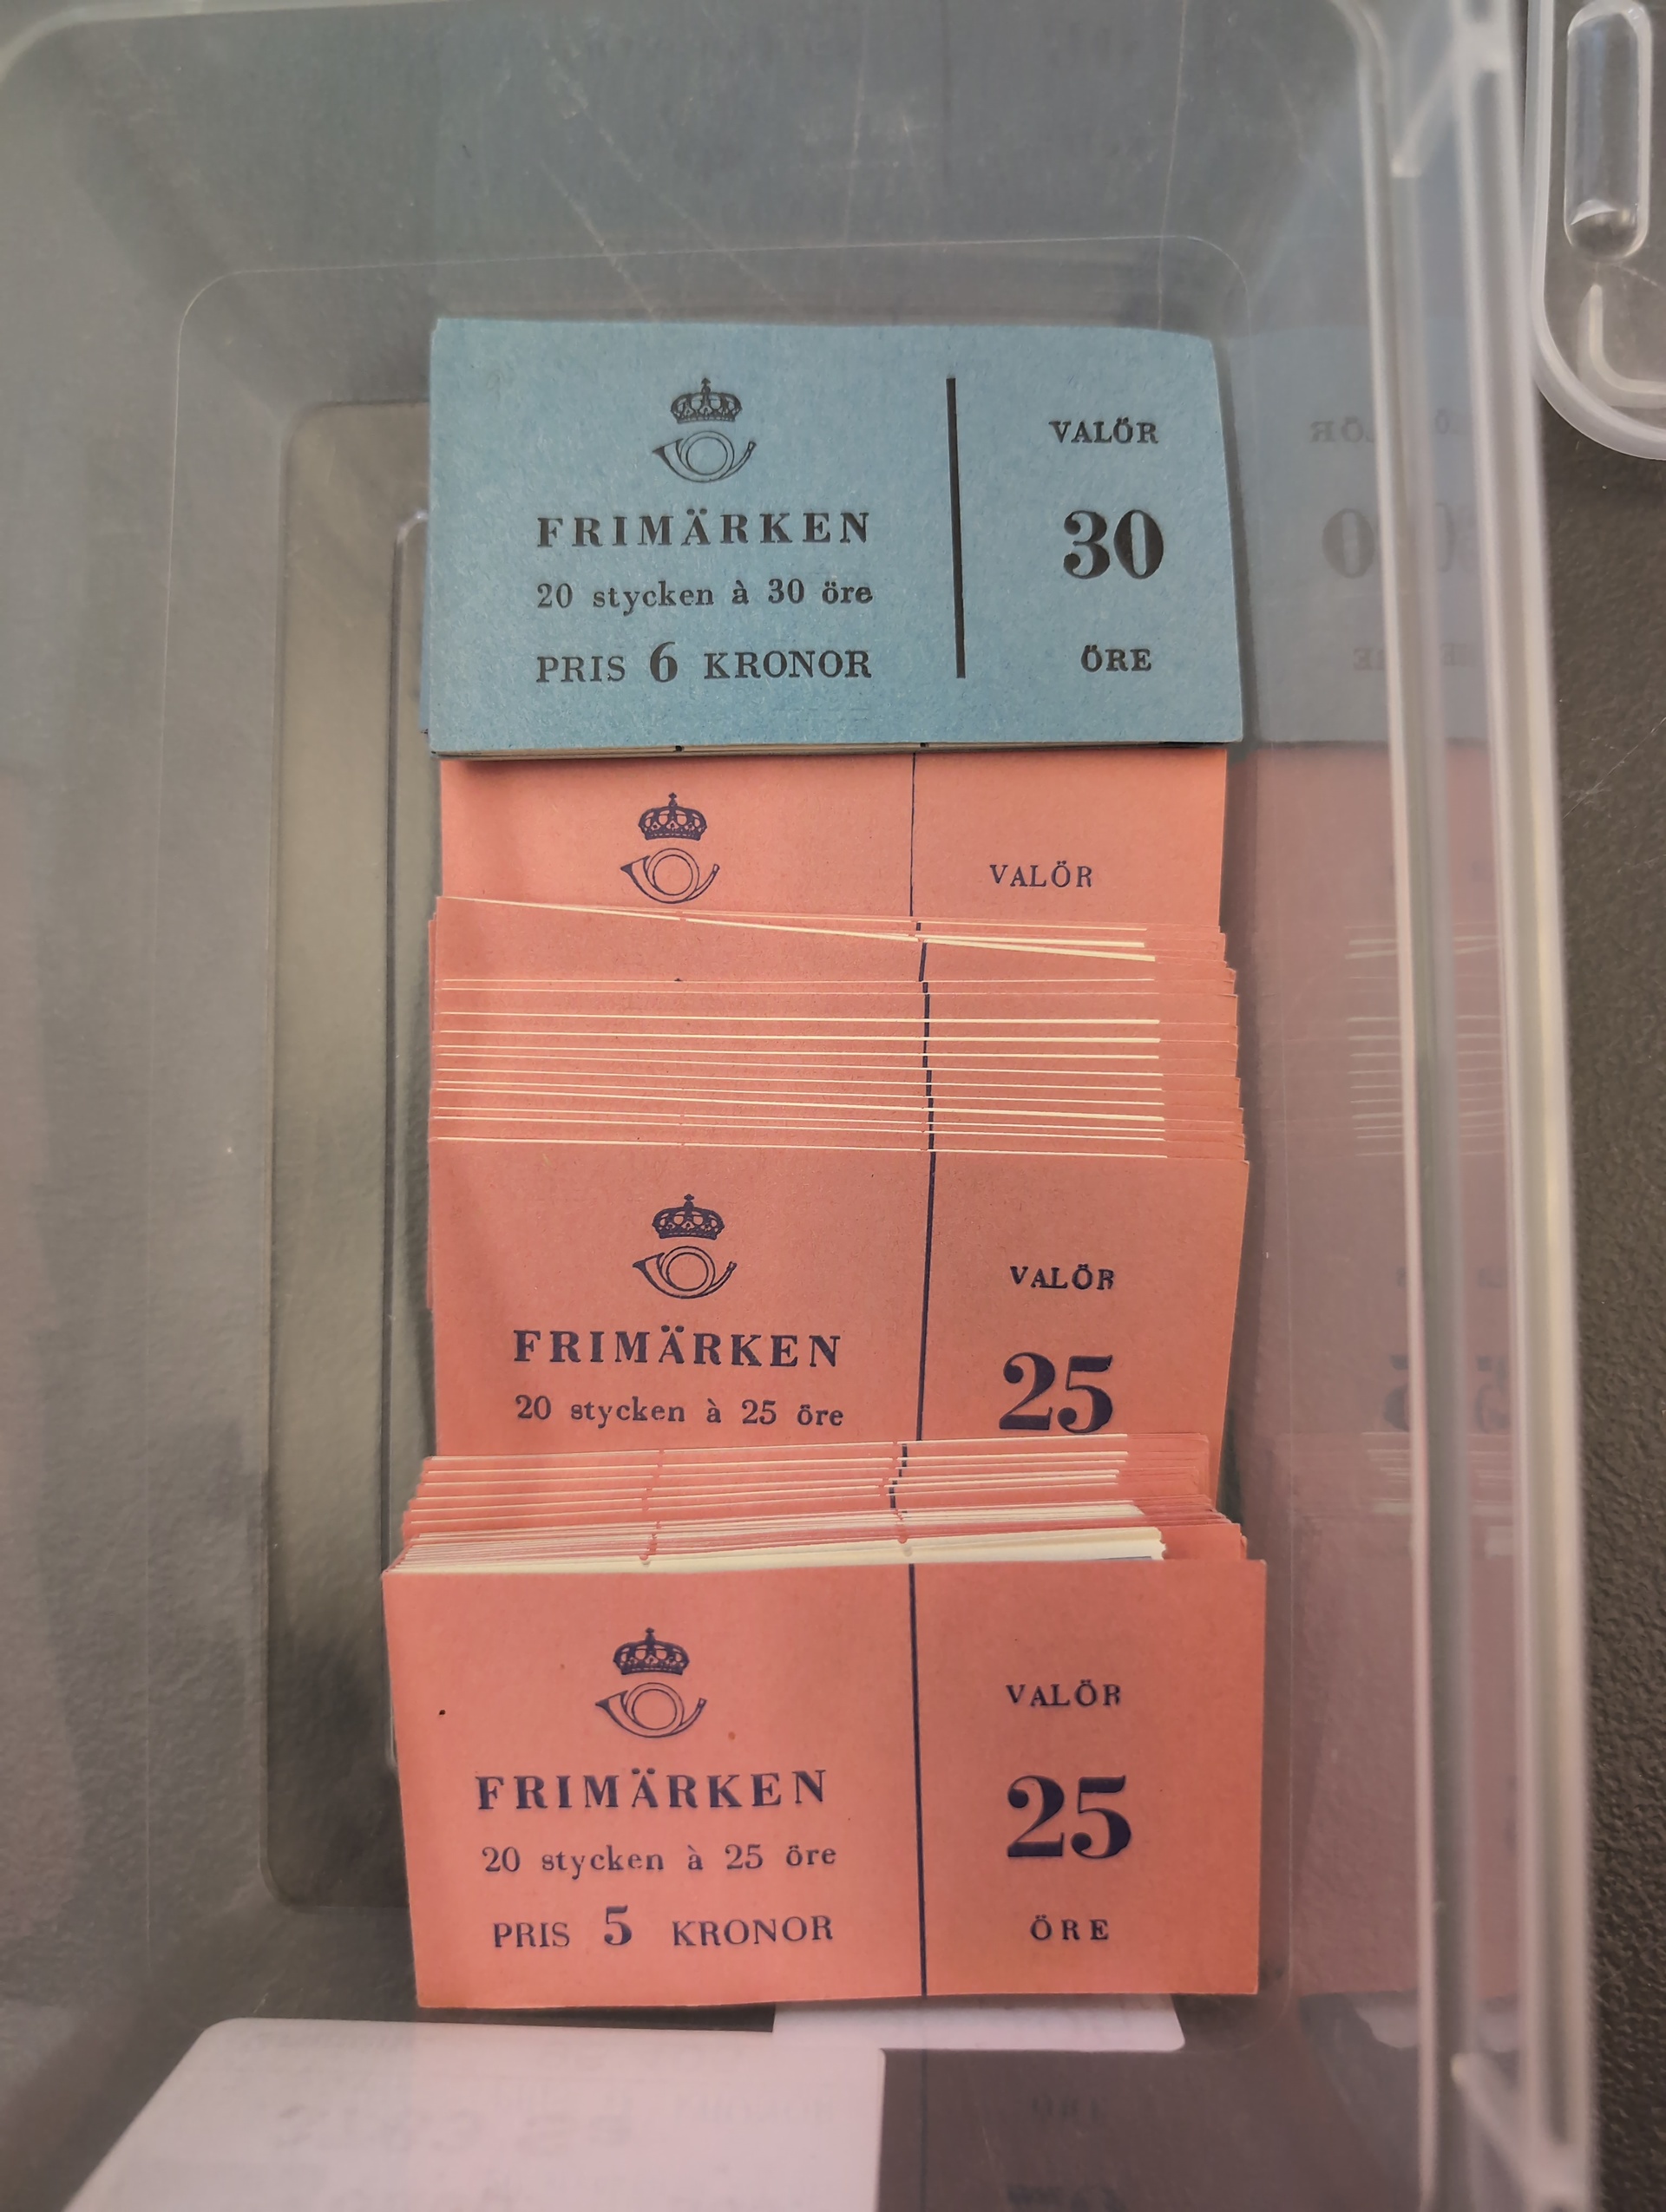 FRIMÄRKEN
20 stycken à 30 öre
PRIS 6 KRONOR
VALÖR
30
ÖRE
VALÖR
FRIMÄRKEN
20 stycken à 25 öre
VALÖR
25
FRIMÄRKEN
20 stycken à 25 öre
PRIS 5 KRONOR
VALÖR
25
ÖRE